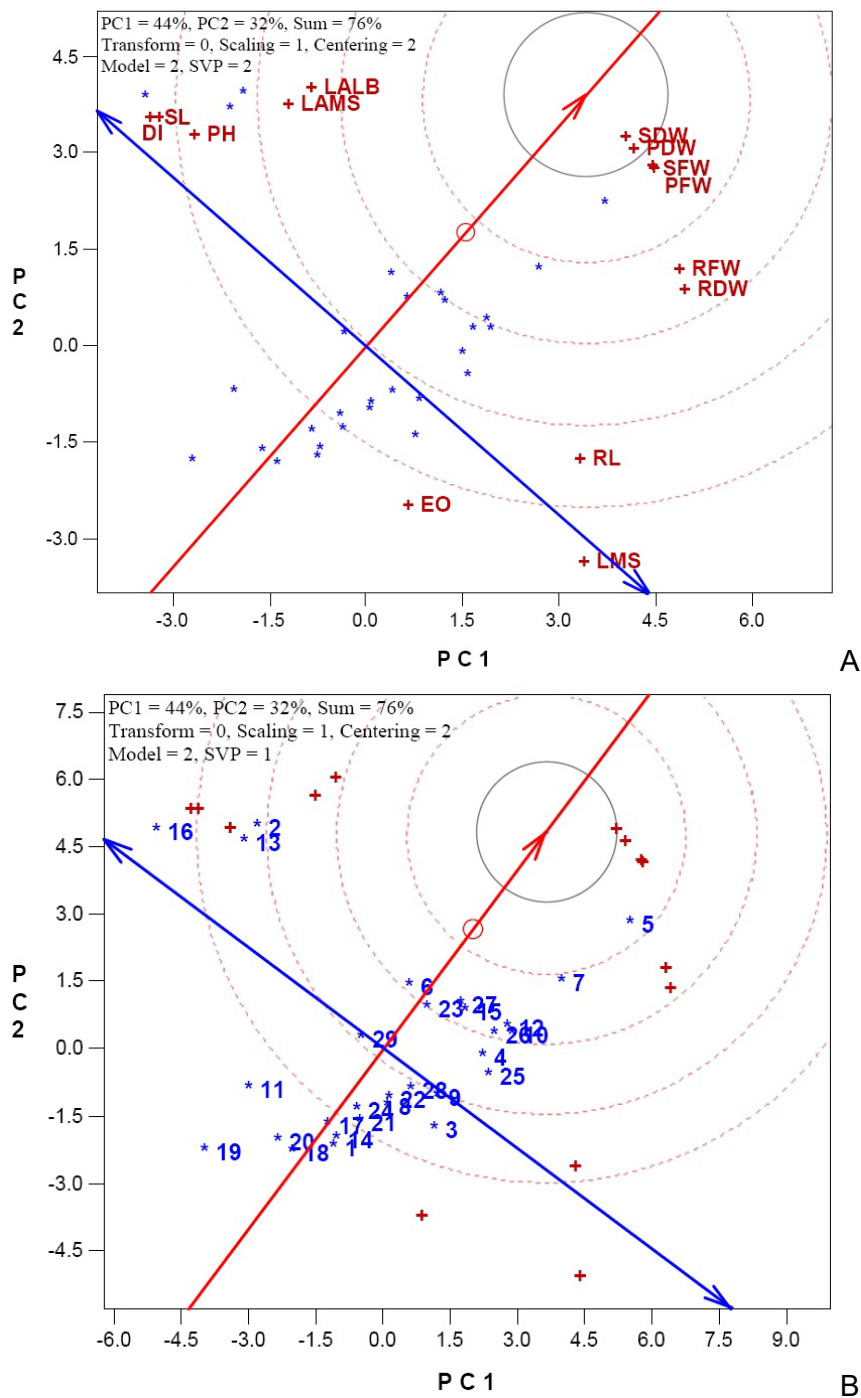 PC1 = 44%, PC2 = 32%, Sum = 76%
Transform = 0, Scaling = 1, Centering = 2
Model = 2, SVP = 2
4.5
LALB
LAMS
SL
DI
PH
SDW
PDW
SFW
PFW
3.0
1.5
RFW
RDW
P
C
2
0.0
-1.5
RL
EO
-3.0
LMS
-3.0 -1.5 0.0 1.5 3.0 4.5 6.0
P C 1
A
7.5
PC1 = 44%, PC2 = 32%, Sum = 76%
Transform = 0, Scaling = 1, Centering = 2
Model = 2, SVP = 1
6.0
16
2
13
4.5
3.0
5
1.5
6
7
23
27
15
12
26
10
P
C
2
0.0
29
4
25
11
28
9
22
8
24
-1.5
17
21
3
20
14
19
18
1
-3.0
-4.5
-6.0 -4.5 -3.0 -1.5 0.0 1.5 3.0 4.5 6.0 7.5 9.0
P C 1
B